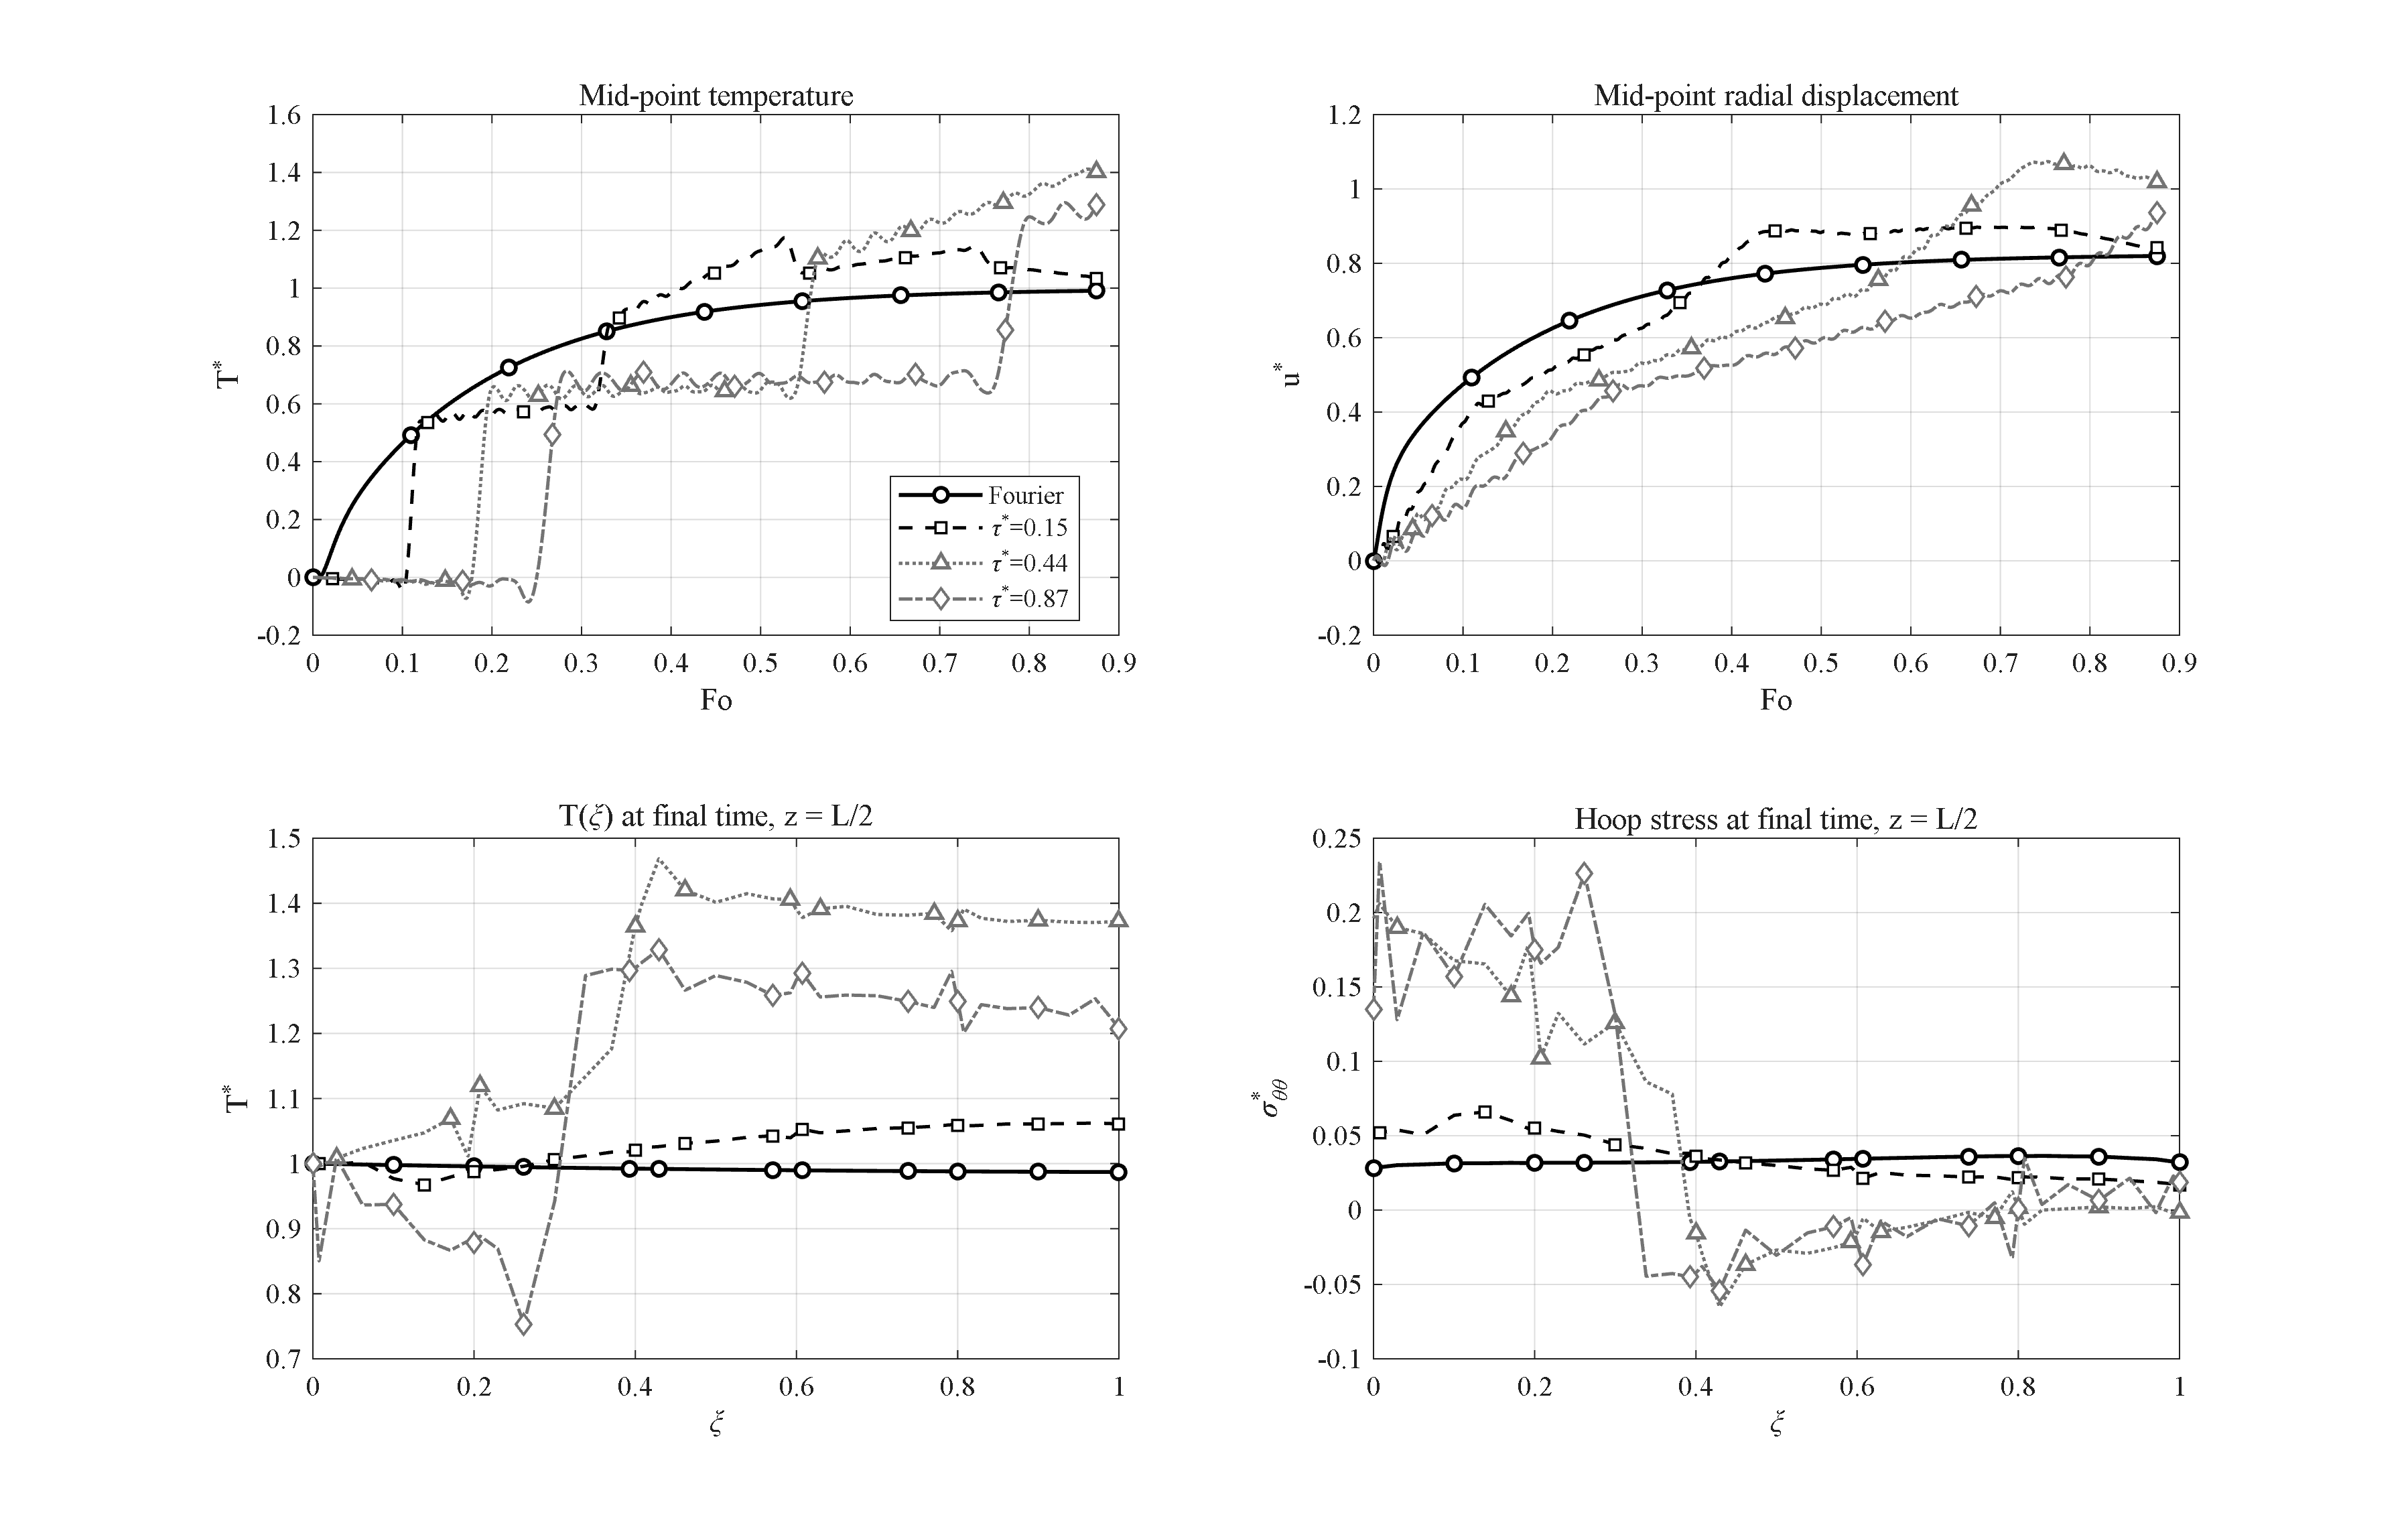 Mid-point temperature
1.6
1.4
1.2
1
0.8
0.6
0.4
0.2
0
-0.2
T*
0 0.1 0.2 0.3 0.4 0.5 0.6 0.7 0.8 0.9
Fo
Fourier
τ*=0.15
τ*=0.44
τ*=0.87
Mid-point radial displacement
1.2
1
0.8
0.6
0.4
0.2
0
-0.2
u*
0 0.1 0.2 0.3 0.4 0.5 0.6 0.7 0.8 0.9
Fo
T(ξ) at final time, z = L/2
1.5
1.4
1.3
1.2
1.1
1
0.9
0.8
0.7
T*
0 0.2 0.4 0.6 0.8 1
ξ
Hoop stress at final time, z = L/2
0.25
0.2
0.15
0.1
0.05
0
-0.05
-0.1
σ*θθ
0 0.2 0.4 0.6 0.8 1
ξ